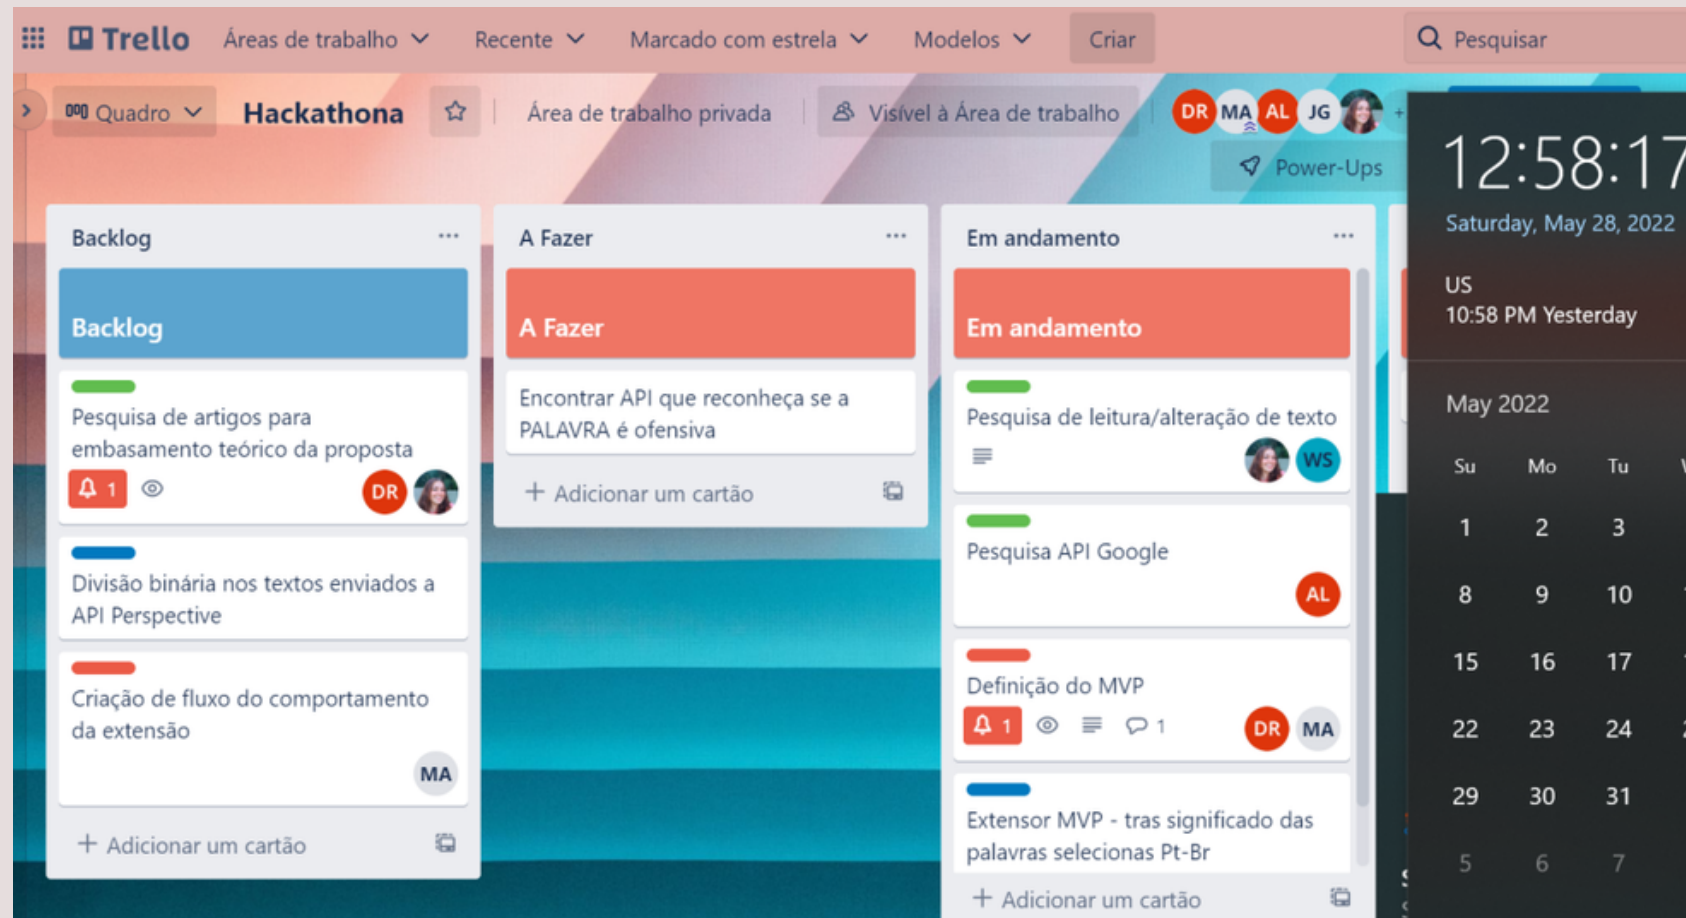 Trello Áreas de trabalho Recente Marcado com estrela Modelos Criar Pesquisar
Quadro Hackathona Área de trabalho privada Visível à Área de trabalho DR MA AL JG +
Power-Ups
Backlog ...
Backlog
Pesquisa de artigos para
embasamento teórico da proposta
1 DR
Divisão binária nos textos enviados a
API Perspective
Criação de fluxo do comportamento
da extensão
MA
+ Adicionar um cartão
A Fazer ...
A Fazer
Encontrar API que reconheça se a
PALAVRA é ofensiva
+ Adicionar um cartão
Em andamento ...
Em andamento
Pesquisa de leitura/alteração de texto
WS
Pesquisa API Google
AL
Definição do MVP
1 1 DR MA
Extensor MVP - tras significado das
palavras selecionas Pt-Br
+ Adicionar um cartão
12:58:17
Saturday, May 28, 2022
US
10:58 PM Yesterday
May 2022
Su Mo Tu
1 2 3
8 9 10
15 16 17
22 23 24
29 30 31
5 6 7